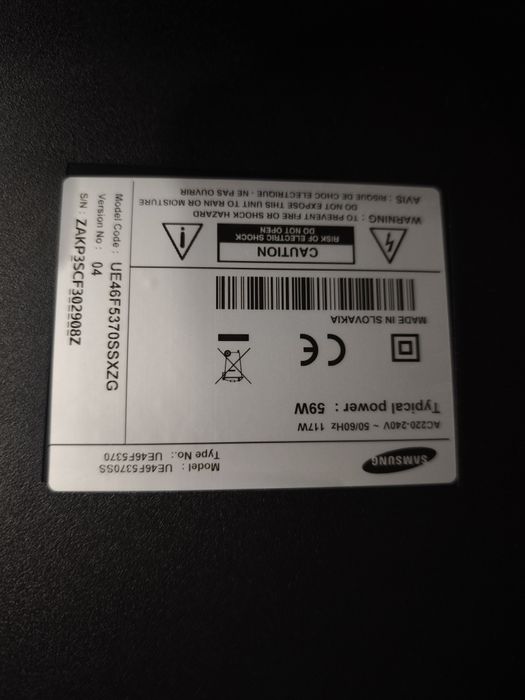 SAMSUNG
Model : UE46F5370SS
Type No.: UE46F5370
AC220-240V ~ 50/60Hz 117W
Typical power : 59W
MADE IN SLOVAKIA
CAUTION
RISK OF ELECTRIC SHOCK
DO NOT OPEN
WARNING : TO PREVENT FIRE OR SHOCK HAZARD
DO NOT EXPOSE THIS UNIT TO RAIN OR MOISTURE
AVIS : RISQUE DE CHOC ELECTRIQUE - NE PAS OUVRIR
Model Code : UE46F5370SSXZG
Version No : 04
S/N : ZAKP3SCF302908Z